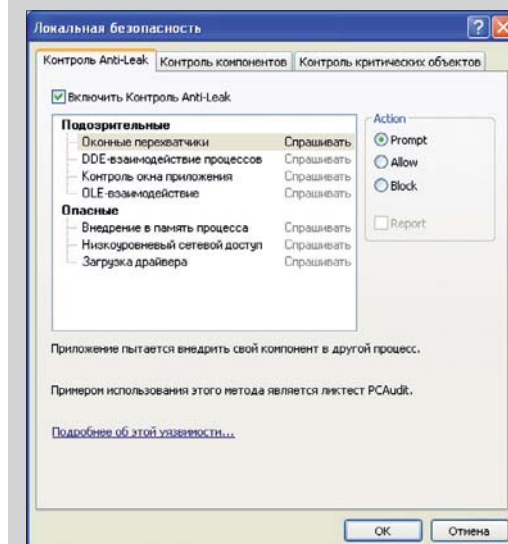 Локальная безопасность
Контроль Anti-Leak Контроль компонентов Контроль критических объектов
Включить Контроль Anti-Leak
Подозрительные
Оконные перехватчики Спрашивать
DDE-взаимодействие процессов Спрашивать
Контроль окна приложения Спрашивать
OLE-взаимодействие Спрашивать
Опасные
Внедрение в память процесса Спрашивать
Низкоуровневый сетевой доступ Спрашивать
Загрузка драйвера Спрашивать
Action
Prompt
Allow
Block
Report
Приложение пытается внедрить свой компонент в другой процесс.
Примером использования этого метода является ликтест PCAudit.
Подробнее об этой уязвимости...
OK Отмена